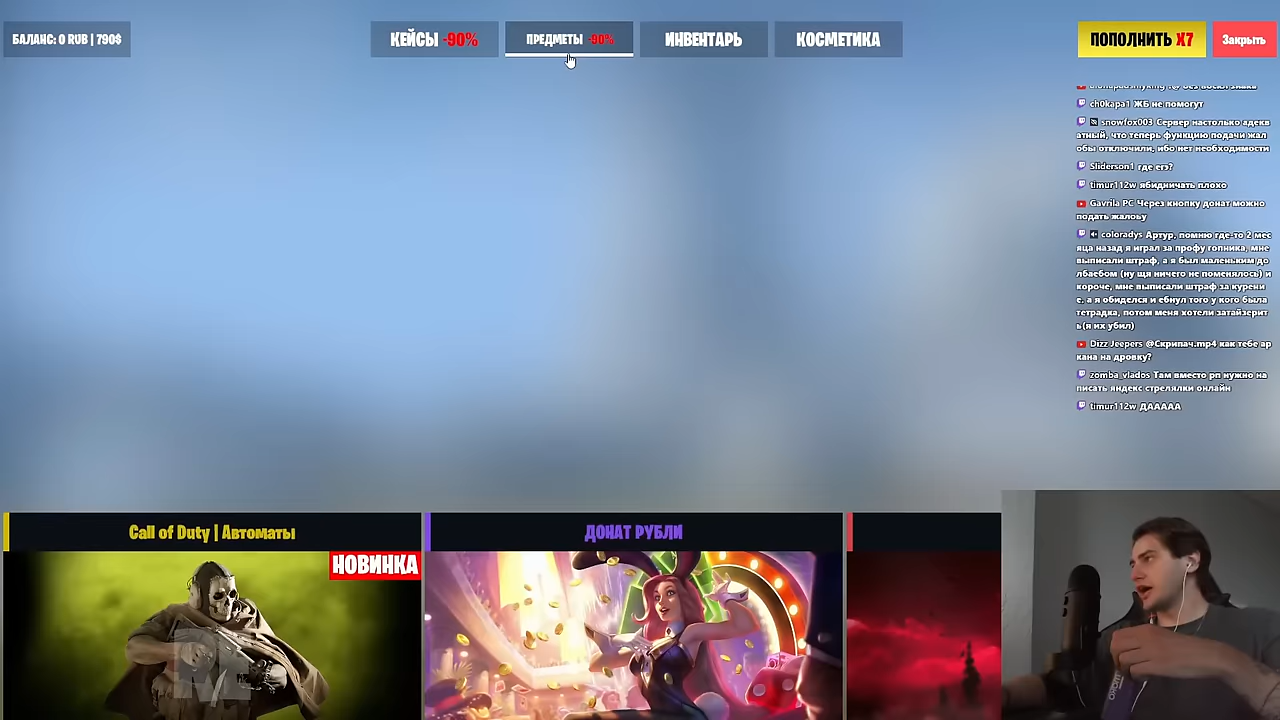 БАЛАНС: 0 RUB | 790$
КЕЙСЫ -90%
ПРЕДМЕТЫ -90%
ИНВЕНТАРЬ
КОСМЕТИКА
ПОПОЛНИТЬ X7
Закрыть
ch0kapa1 ЖБ не помогут
snowfox003 Сервер настолько адекв
атный, что теперь функцию подачи жал
обы отключили, ибо нет необходимости
Sliderson1 где егэ?
timur112w ябидничать плохо
Gavrila PC Через кнопку донат можно
подать жалоьу
coloradys Артур, помню где-то 2 мес
яца назад я играл за профу гопника, мне
выписали штраф, а я был маленьким до
лбаебом (ну щя ничего не поменялось) и
короче, мне выписали штраф за курени
е. а я обиделся и ебнул того у кого была
тетрадка, потом меня хотели затайзерит
ь(я их убил)
Dizz Jeepers @Скрипач.mp4 как тебе ар
кана на дровку?
zomba_vlados Там вместо рп нужно на
писать яндекс стрелялки онлайн
timur112w ДААААА
Call of Duty | Автоматы
НОВИНКА
ДОНАТ РУБЛИ